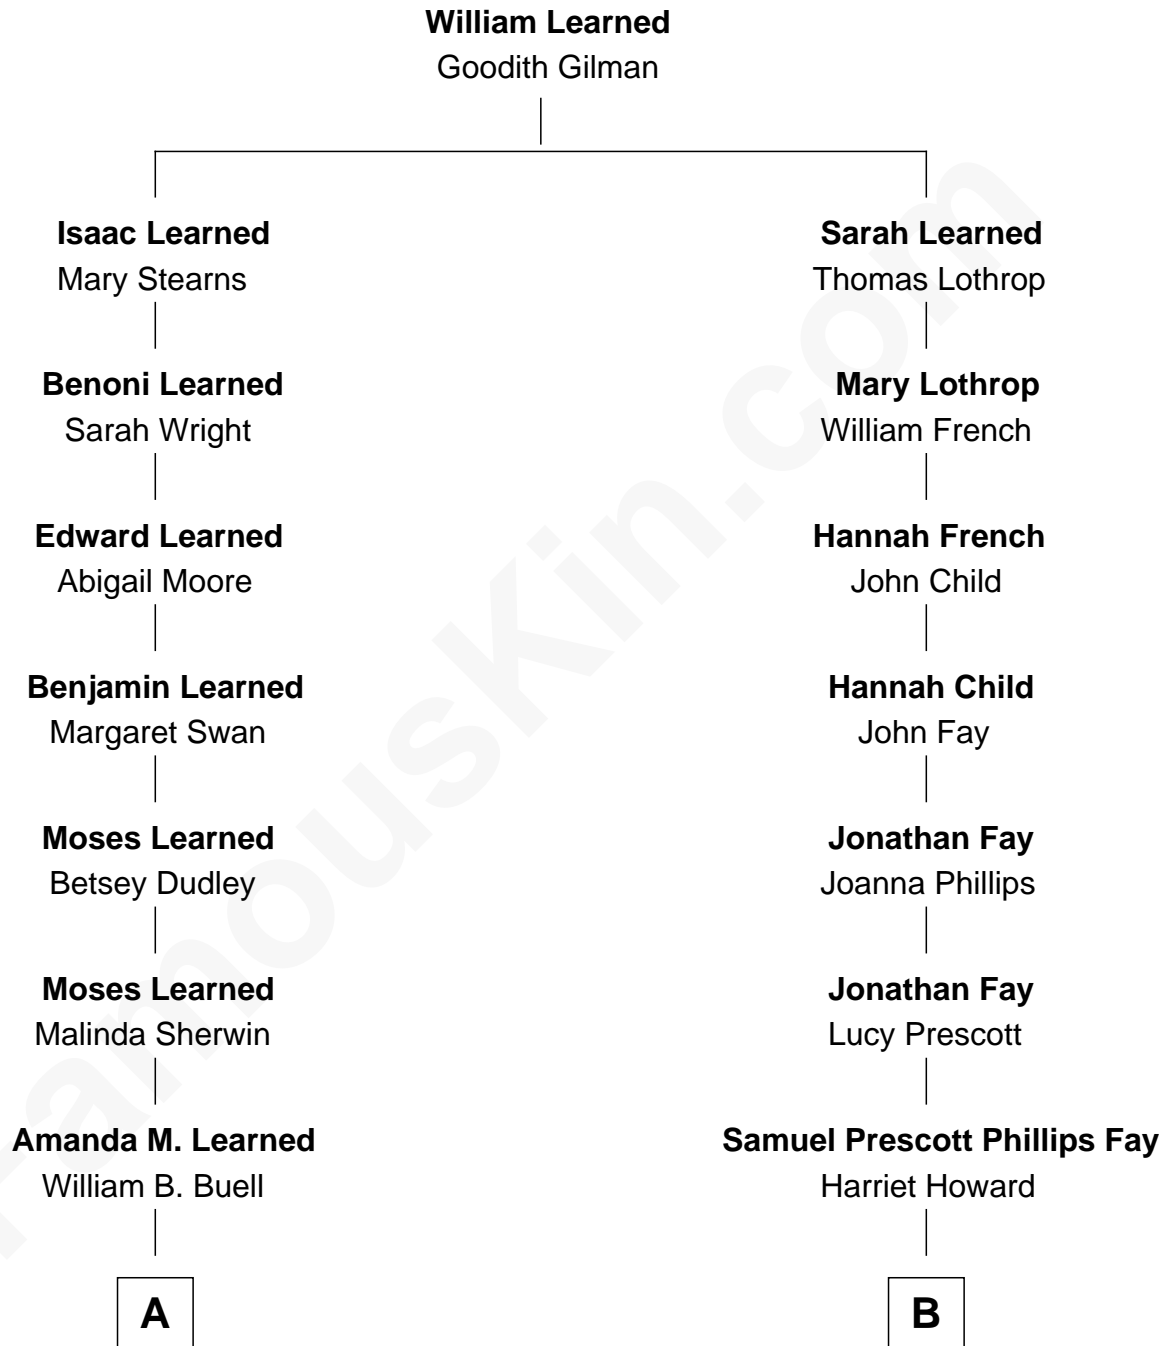 William Learned
Goodith Gilman
Isaac Learned
Mary Stearns
Sarah Learned
Thomas Lothrop
Benoni Learned
Sarah Wright
Mary Lothrop
William French
Edward Learned
Abigail Moore
Hannah French
John Child
Benjamin Learned
Margaret Swan
Hannah Child
John Fay
Moses Learned
Betsey Dudley
Jonathan Fay
Joanna Phillips
Moses Learned
Malinda Sherwin
Jonathan Fay
Lucy Prescott
Amanda M. Learned
William B. Buell
Samuel Prescott Phillips Fay
Harriet Howard
A
B
FamousKin.com